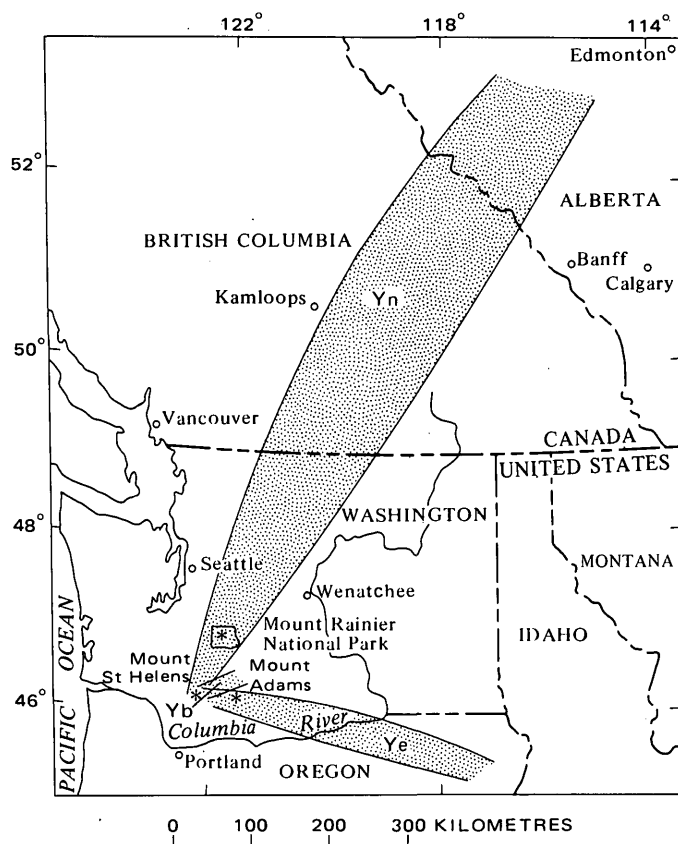 122°
118°
114°
Edmonton
52°
ALBERTA
BRITISH COLUMBIA
Banff
Kamloops
Yn
Calgary
50°
Vancouver
CANADA
UNITED STATES
WASHINGTON
48°
Seattle
MONTANA
Wenatchee
Mount Rainier
National Park
IDAHO
Mount
St Helens
Mount
Adams
46°
Yb
Columbia
River
Ye
Portland
OREGON
PACIFIC OCEAN
0 100 200 300 KILOMETRES